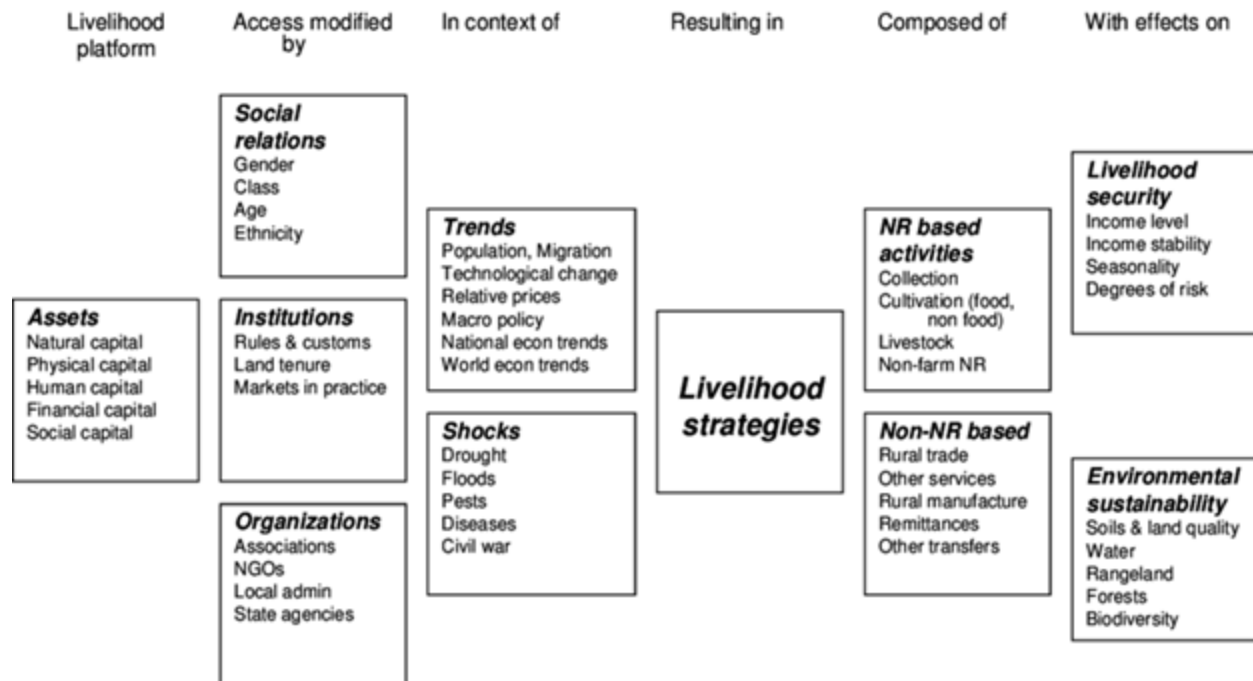 Livelihood
platform
Access modified
by
In context of
Resulting in
Composed of
With effects on
Assets
Natural capital
Physical capital
Human capital
Financial capital
Social capital
Social
relations
Gender
Class
Age
Ethnicity
Institutions
Rules & customs
Land tenure
Markets in practice
Organizations
Associations
NGOs
Local admin
State agencies
Trends
Population, Migration
Technological change
Relative prices
Macro policy
National econ trends
World econ trends
Shocks
Drought
Floods
Pests
Diseases
Civil war
Livelihood
strategies
NR based
activities
Collection
Cultivation (food,
non food)
Livestock
Non-farm NR
Non-NR based
Rural trade
Other services
Rural manufacture
Remittances
Other transfers
Livelihood
security
Income level
Income stability
Seasonality
Degrees of risk
Environmental
sustainability
Soils & land quality
Water
Rangeland
Forests
Biodiversity